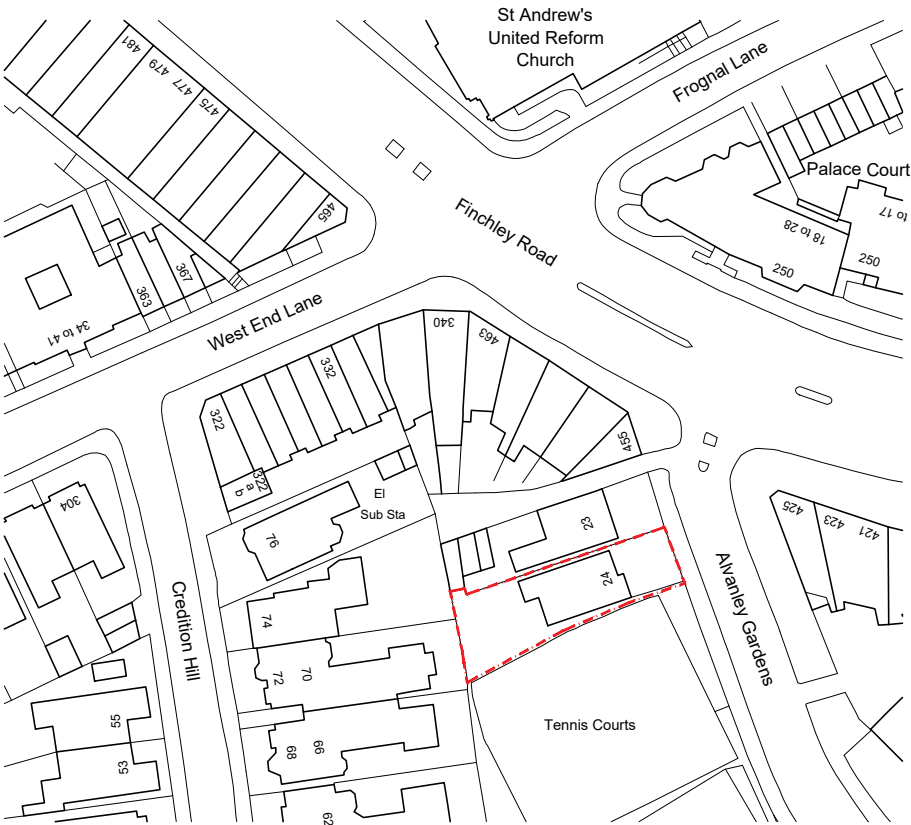 St Andrew's
United Reform
Church
Frognal Lane
481
479
477
475
465
Palace Court
17 to
18 to 28
250
250
Finchley Road
367
363
34 to 41
West End Lane
340
463
332
322
455
322
a
b
El
Sub Sta
304
76
23
425
423
421
24
Alvanley Gardens
Credition Hill
74
72
70
Tennis Courts
55
53
68
66
62